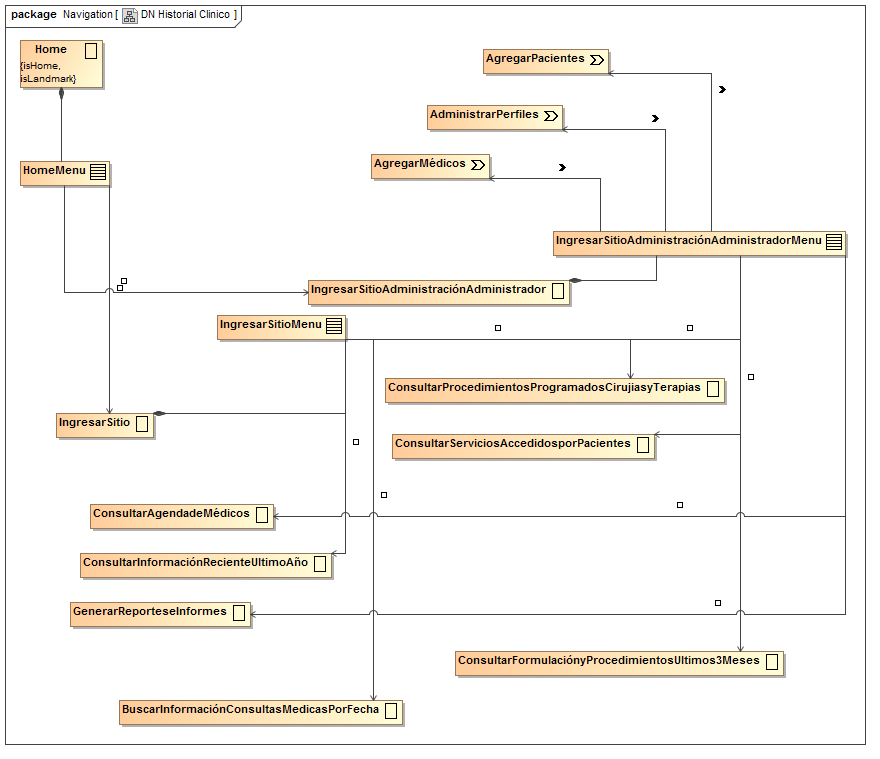 package Navigation [ DN Historial Clinico ]
Home
{isHome,
isLandmark}
AgregarPacientes
AdministrarPerfiles
AgregarMédicos
HomeMenu
IngresarSitioAdministraciónAdministradorMenu
IngresarSitioAdministraciónAdministrador
IngresarSitioMenu
ConsultarProcedimientosProgramadosCirujiasyTerapias
IngresarSitio
ConsultarServiciosAccedidosporPacientes
ConsultarAgendadeMédicos
ConsultarInformaciónRecienteUltimoAño
GenerarReporteseInformes
ConsultarFormulaciónyProcedimientosUltimos3Meses
BuscarInformaciónConsultasMedicasPorFecha